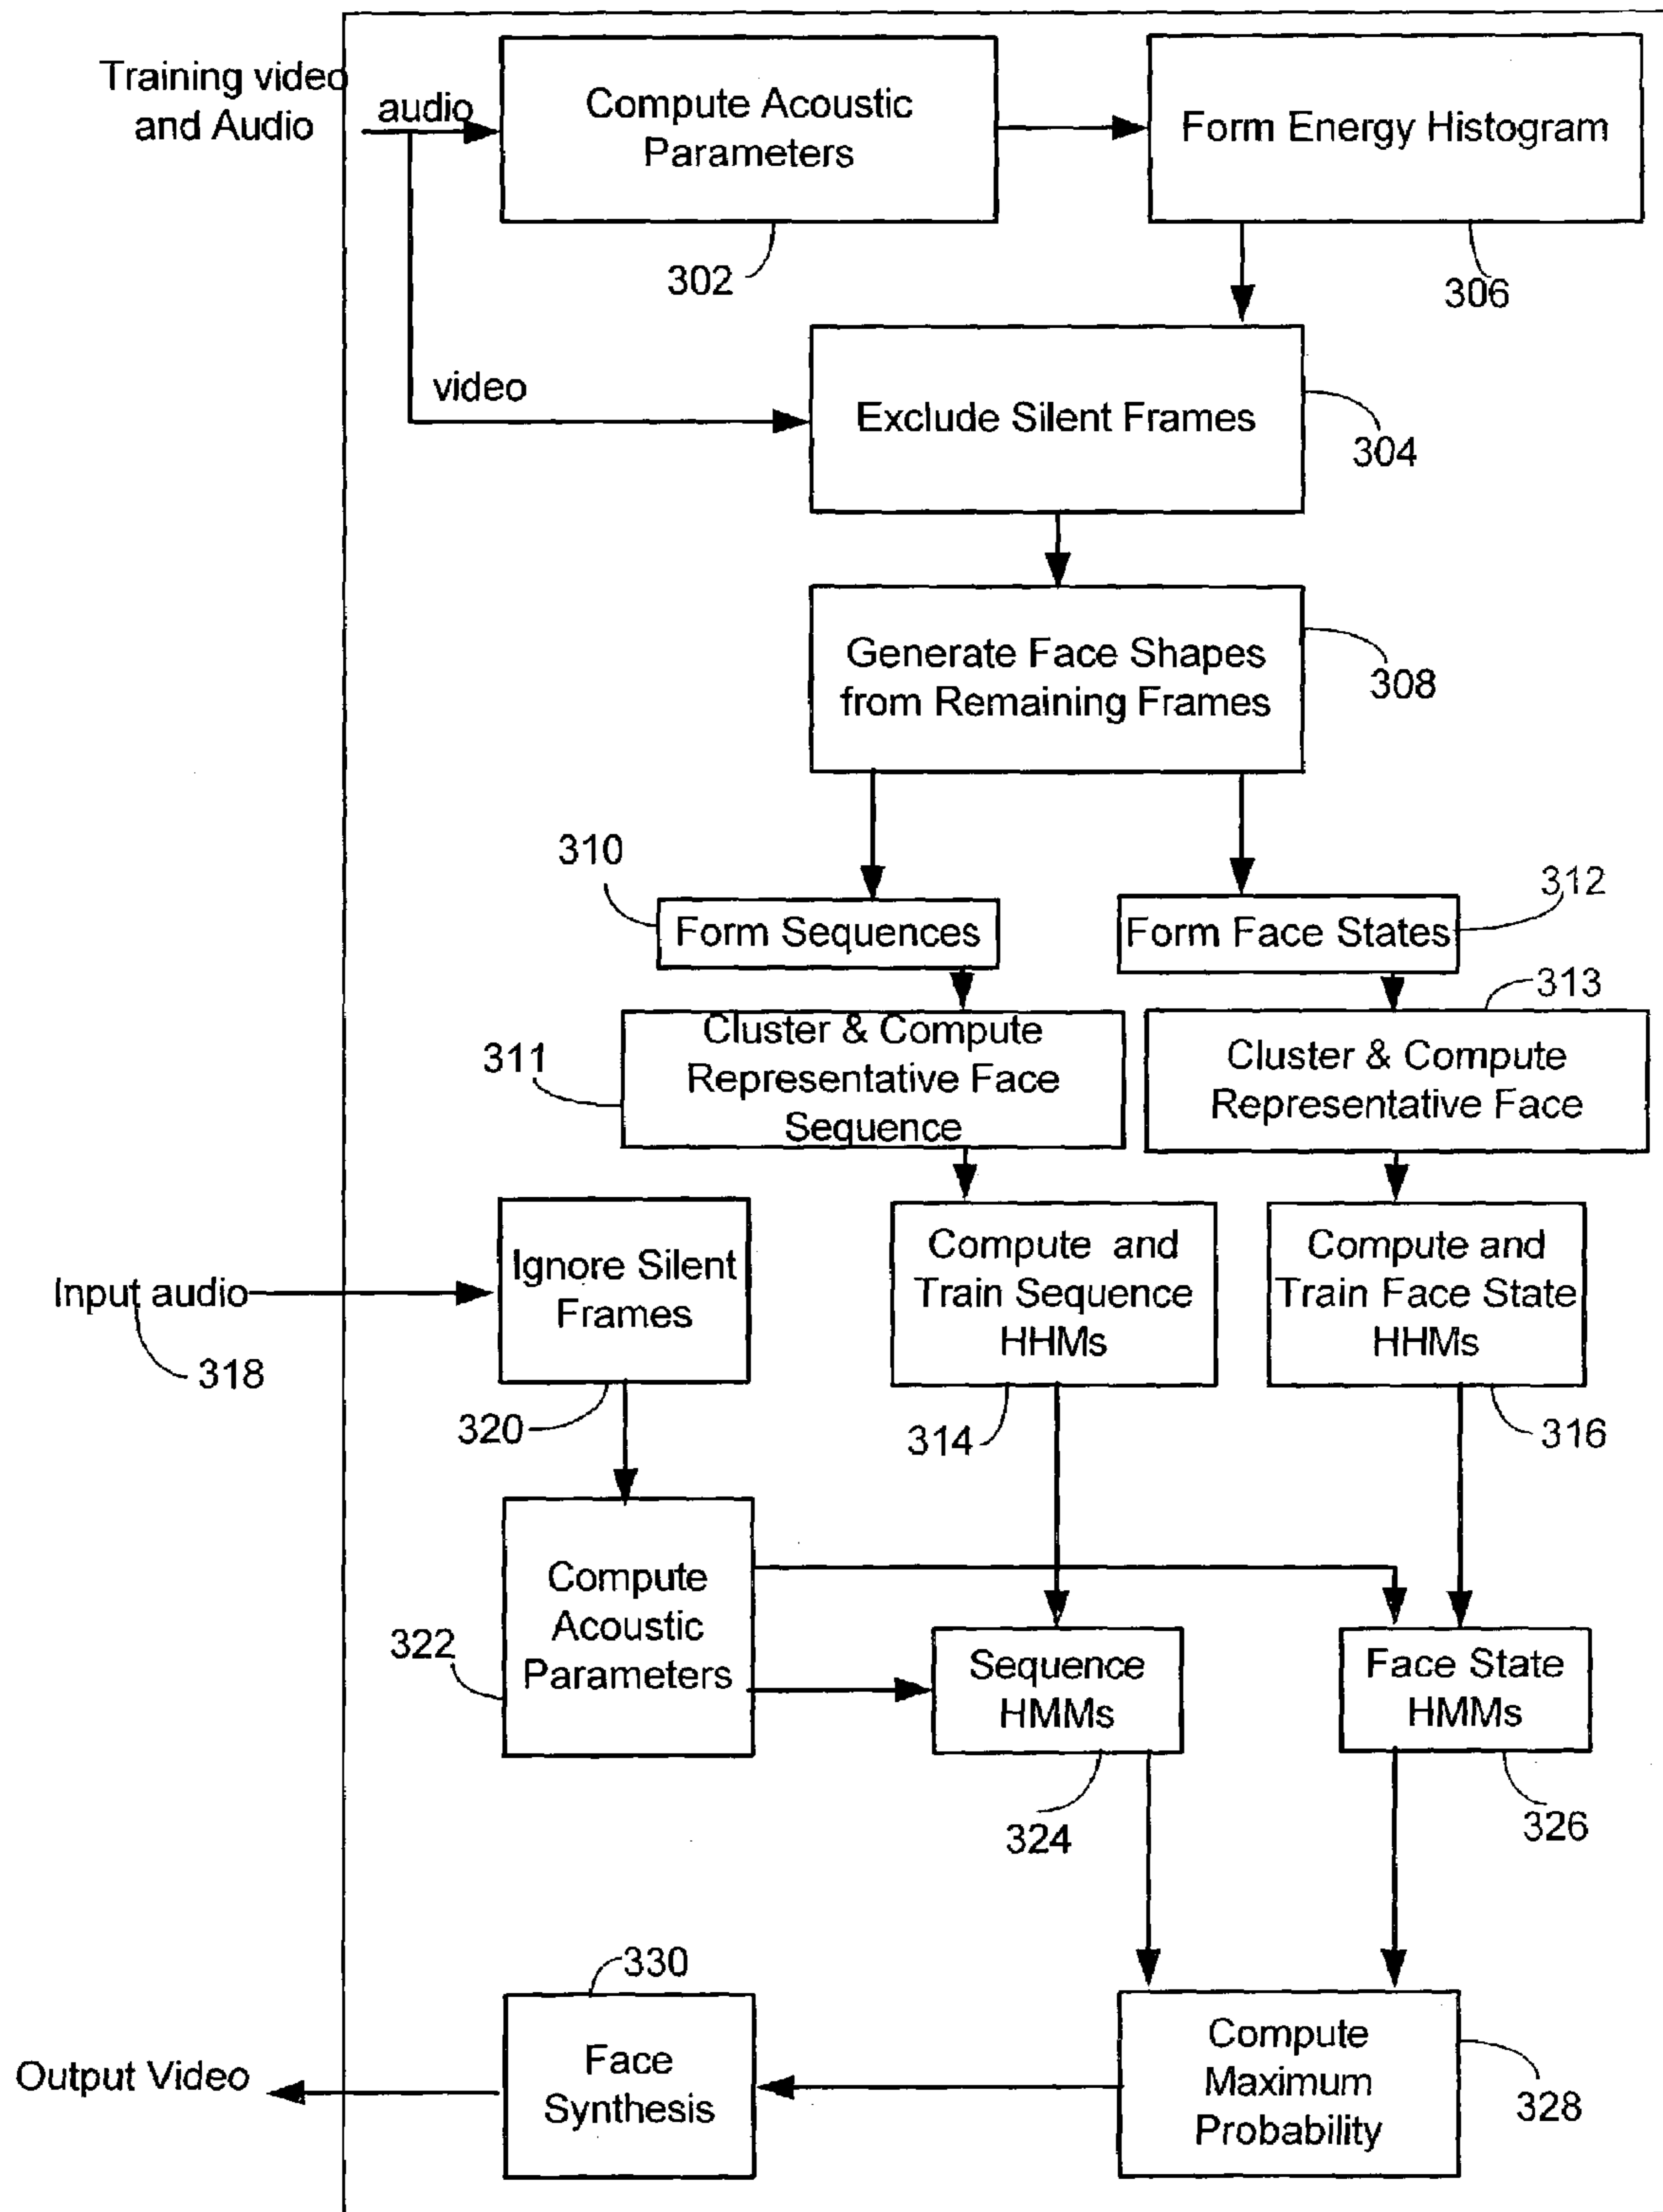 Training video
and Audio
audio
Compute Acoustic
Parameters
Form Energy Histogram
302
306
video
Exclude Silent Frames
304
Generate Face Shapes
from Remaining Frames
308
310
312
Form Sequences
Form Face States
313
311
Cluster & Compute
Representative Face
Sequence
Cluster & Compute
Representative Face
Input audio
318
Ignore Silent
Frames
320
Compute and
Train Sequence
HHMs
314
Compute and
Train Face State
HHMs
316
Compute
Acoustic
Parameters
322
Sequence
HMMs
324
Face State
HMMs
326
330
Output Video
Face
Synthesis
Compute
Maximum
Probability
328